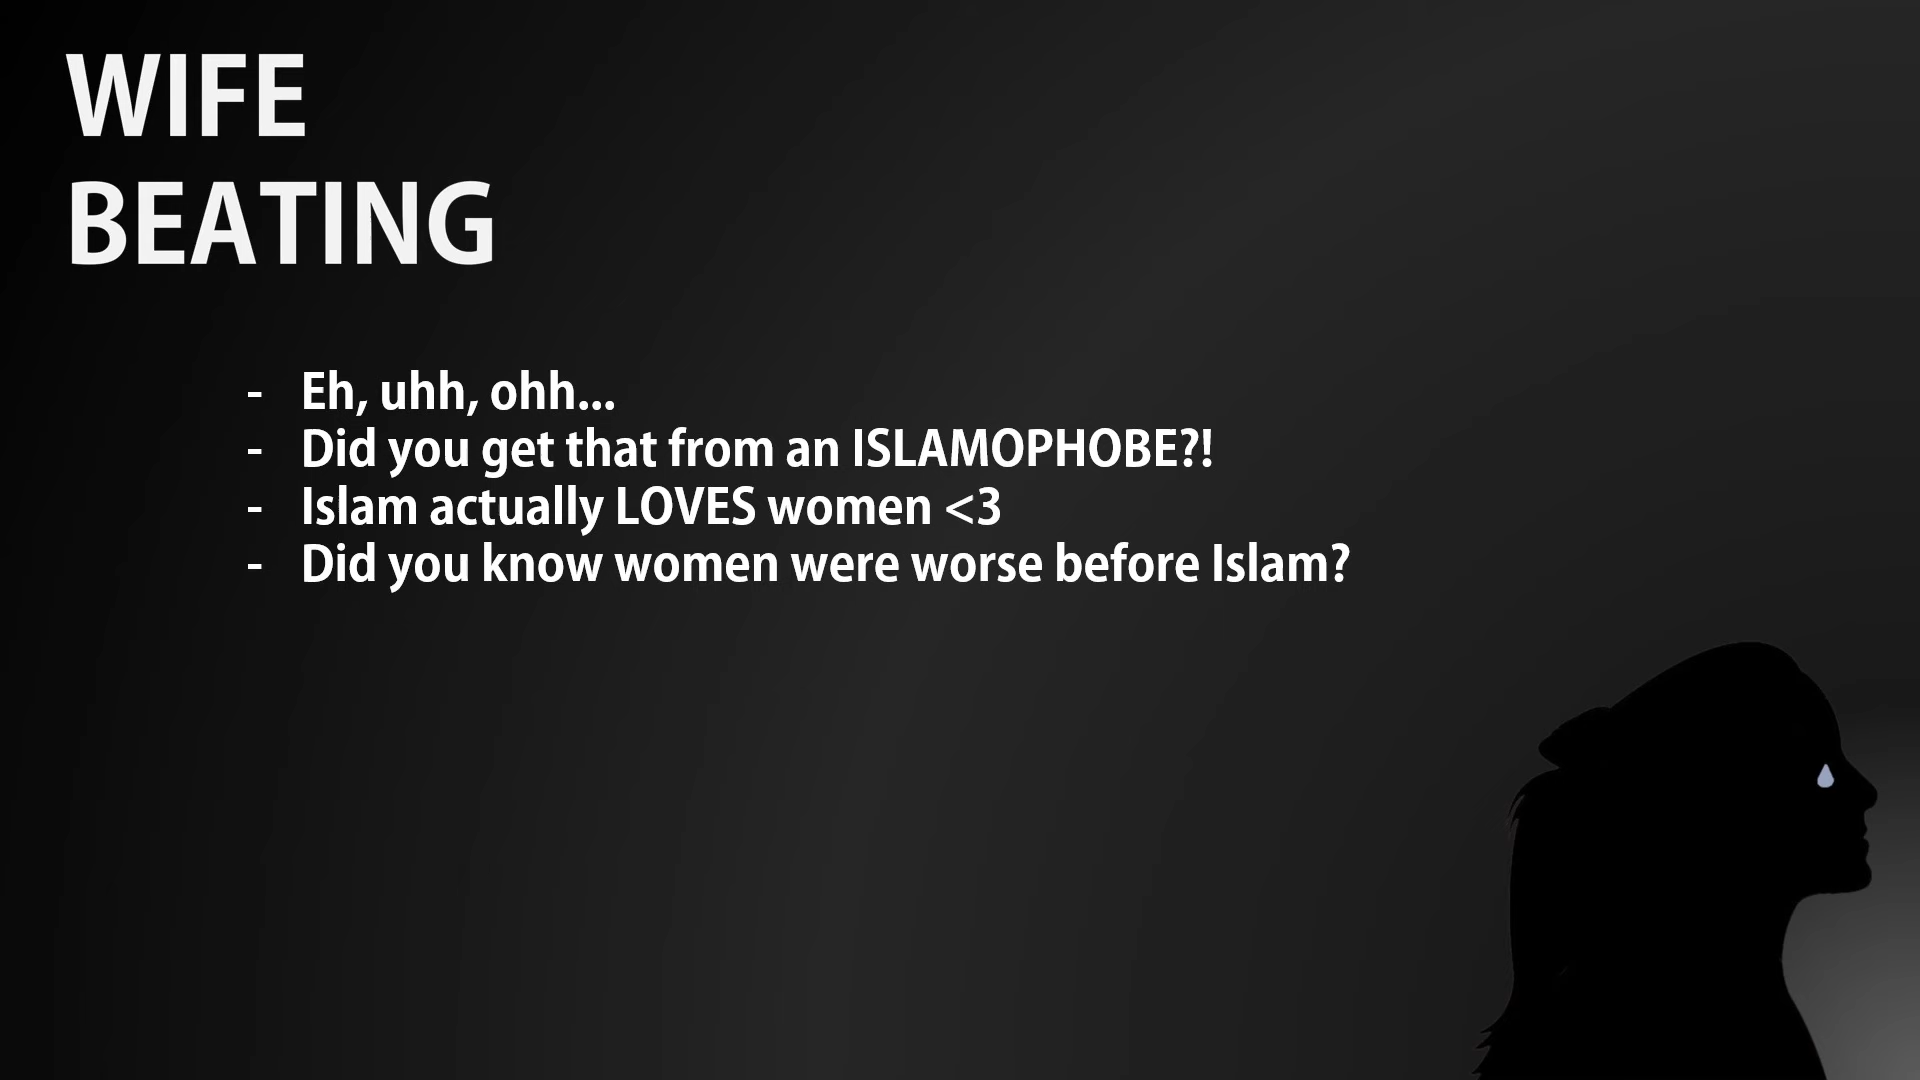 WIFE
BEATING
- Eh, uhh, ohh...
- Did you get that from an ISLAMOPHOBE?!
- Islam actually LOVES women <3
- Did you know women were worse before Islam?